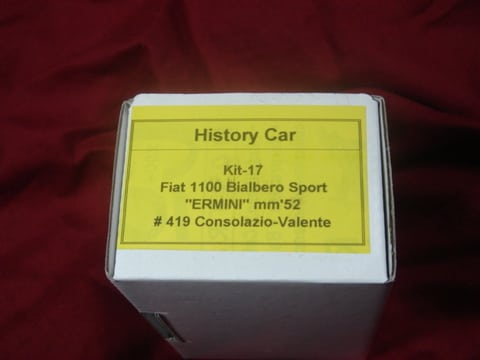 History Car
Kit-17
Fiat 1100 Bialbero Sport
"ERMINI" mm'52
# 419 Consolazio-Valente